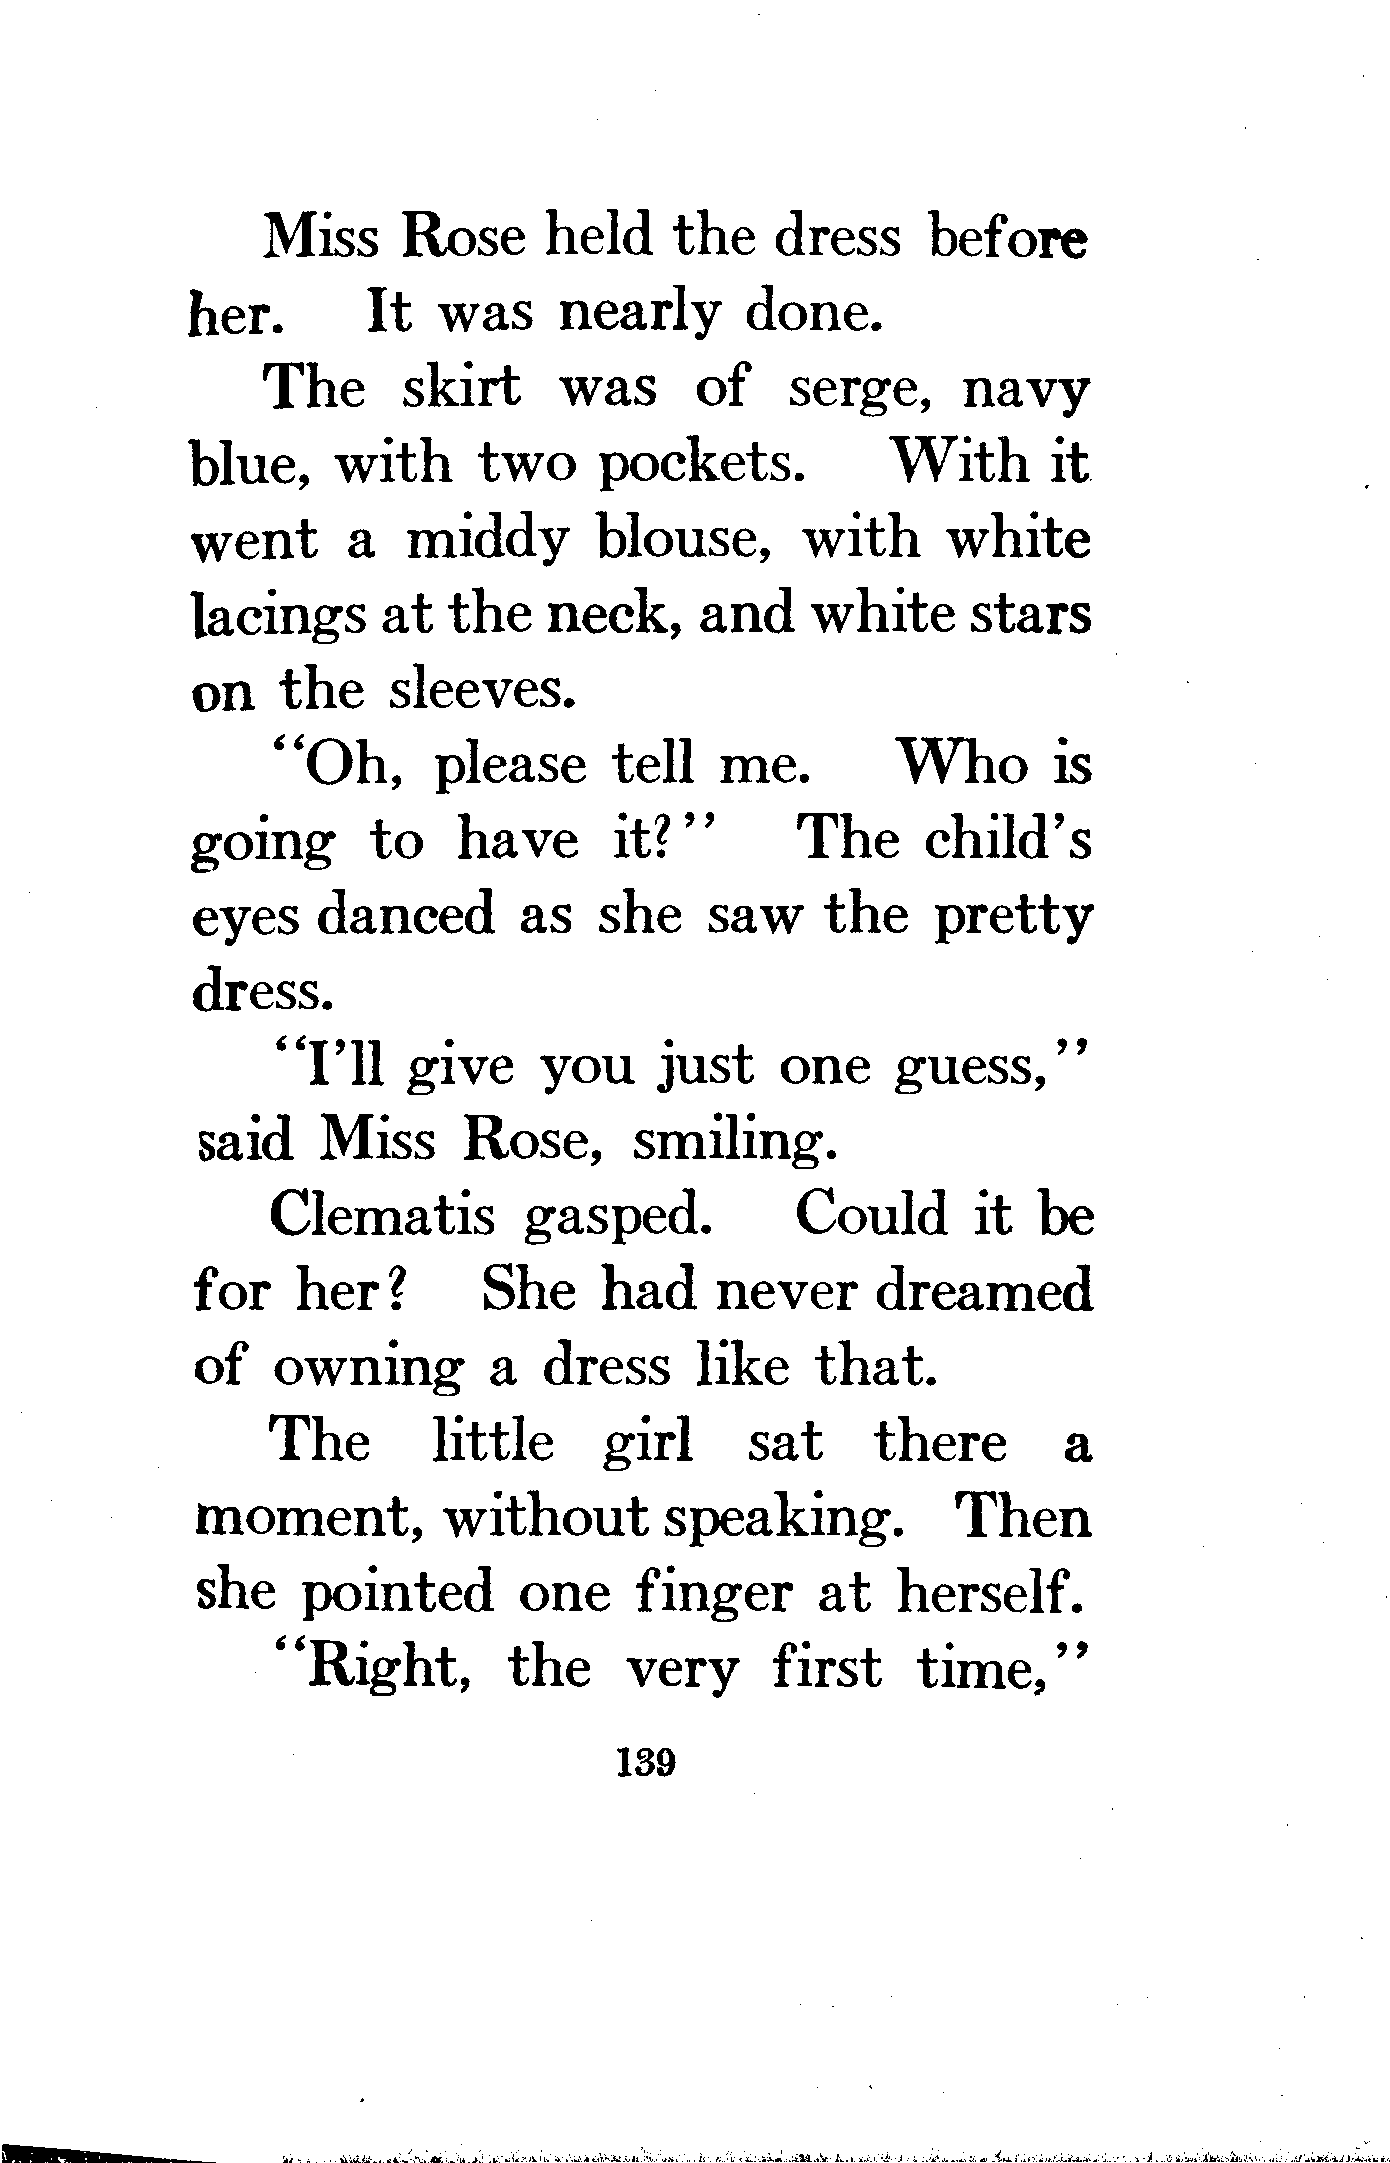 Miss Rose held the dress before
her. It was nearly done.
The skirt was of serge, navy
blue, with two pockets. With it
went a middy blouse, with white
lacings at the neck, and white stars
on the sleeves.
"Oh, please tell me. Who is
going to have it?" The child's
eyes danced as she saw the pretty
dress.
"I'll give you just one guess,"
said Miss Rose, smiling.
Clematis gasped. Could it be
for her? She had never dreamed
of owning a dress like that.
The little girl sat there a
moment, without speaking. Then
she pointed one finger at herself.
"Right, the very first time,"
139